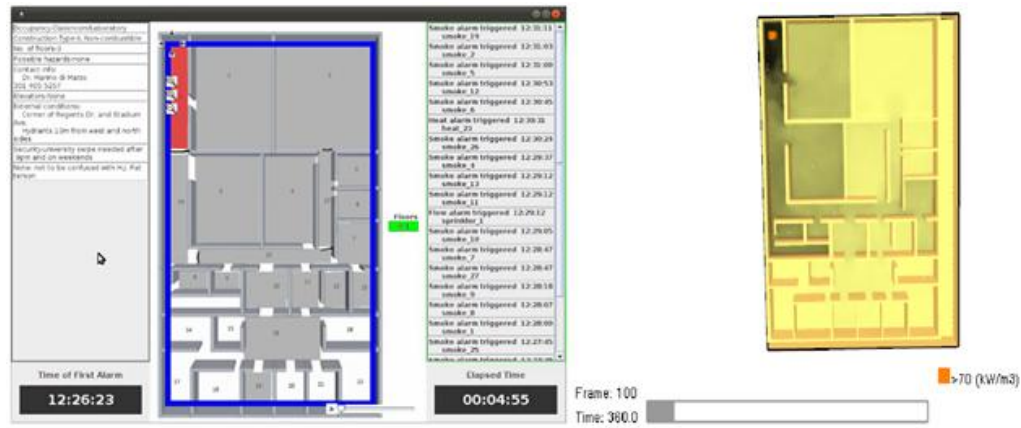 Occupancy-Classroom/laboratory
Construction Type-II, Non-combustible
No. of floors-3
Possible hazards-none
Contact info:
Dr. Marino di Marzo
301 405 5257
Elevators-None
External conditions:
Corner of Regents Dr. and Stadium
Hydrants 10m from east and north
sides
Security-university swipe needed after
and on weekends
Note: not to be confused with H.J. Pat
terson
Time of First Alarm
12:26:23
Floors
Smoke alarm triggered 12:31:11
smoke_19
Smoke alarm triggered 12:31:03
smoke_2
Smoke alarm triggered 12:31:00
smoke_5
Smoke alarm triggered 12:30:53
smoke_12
Smoke alarm triggered 12:30:45
smoke_6
Heat alarm triggered 12:30:31
heat_23
Smoke alarm triggered 12:30:24
smoke_26
Smoke alarm triggered 12:29:37
smoke_4
Smoke alarm triggered 12:29:12
smoke_13
Smoke alarm triggered 12:29:12
smoke_11
Flow alarm triggered 12:29:12
sprinkler_1
Smoke alarm triggered 12:29:05
smoke_10
Smoke alarm triggered 12:28:47
smoke_7
Smoke alarm triggered 12:28:47
smoke_27
Smoke alarm triggered 12:28:18
smoke_9
Smoke alarm triggered 12:28:07
smoke_8
Smoke alarm triggered 12:28:00
smoke_1
Smoke alarm triggered 12:27:45
smoke_25
Elapsed Time
00:04:55
>70 (kW/m3)
Frame: 100
Time: 360.0